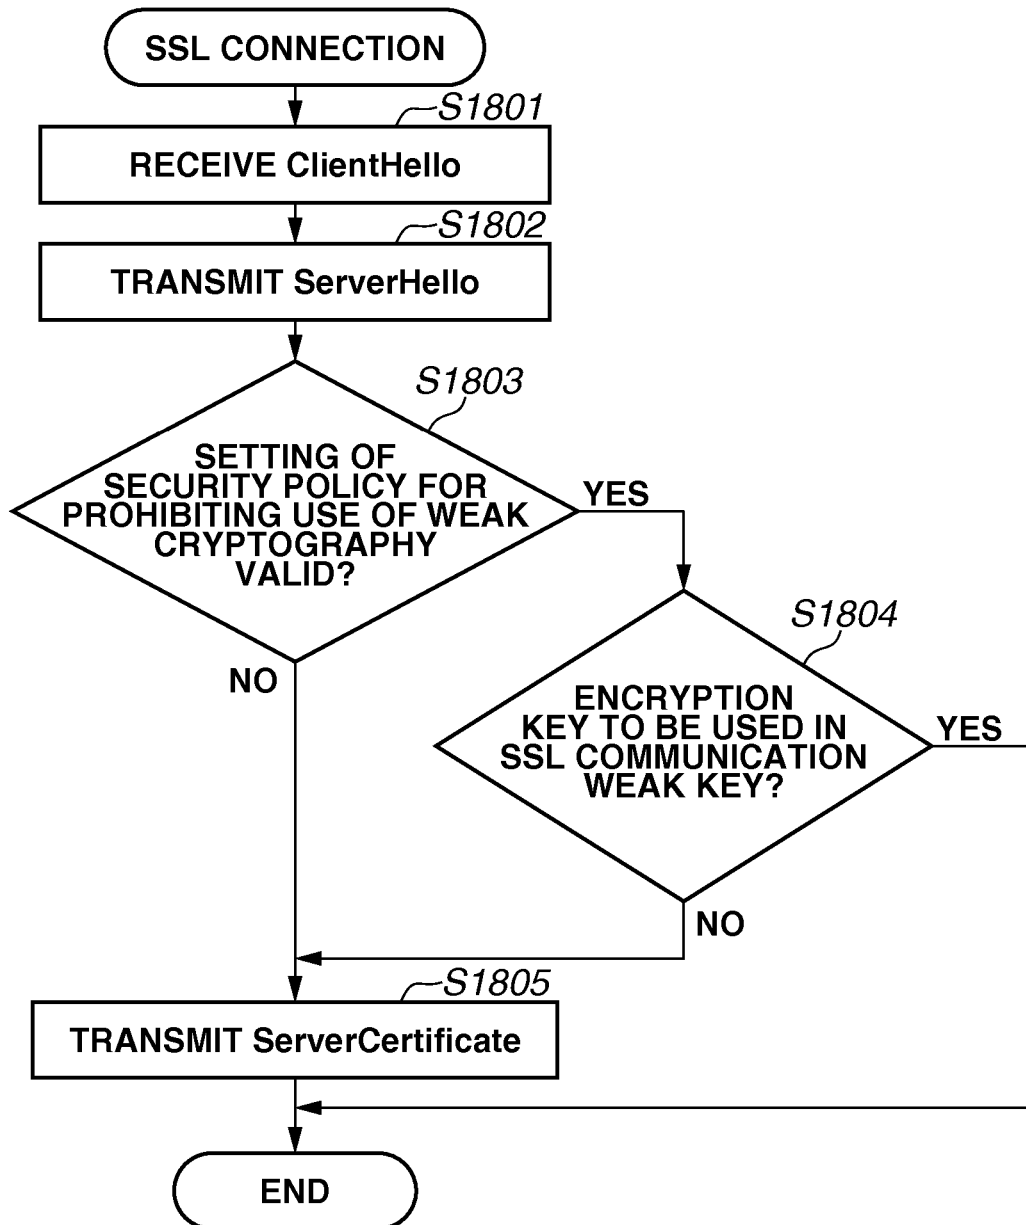 SSL CONNECTION
S1801
RECEIVE ClientHello
S1802
TRANSMIT ServerHello
S1803
SETTING OF
SECURITY POLICY FOR
PROHIBITING USE OF WEAK
CRYPTOGRAPHY
VALID?
YES
NO
S1804
ENCRYPTION
KEY TO BE USED IN
SSL COMMUNICATION
WEAK KEY?
YES
NO
S1805
TRANSMIT ServerCertificate
END